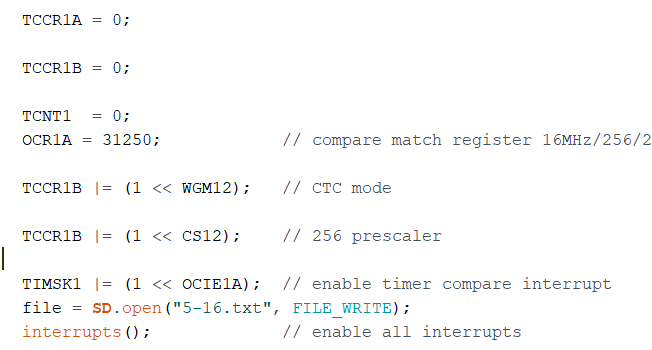 TCCR1A = 0;
TCCR1B = 0;
TCNT1  = 0;
OCR1A = 31250;            // compare match register 16MHz/256/2
TCCR1B |= (1 << WGM12);   // CTC mode
TCCR1B |= (1 << CS12);    // 256 prescaler
TIMSK1 |= (1 << OCIE1A);  // enable timer compare interrupt
file = SD.open("5-16.txt", FILE_WRITE);
interrupts();             // enable all interrupts